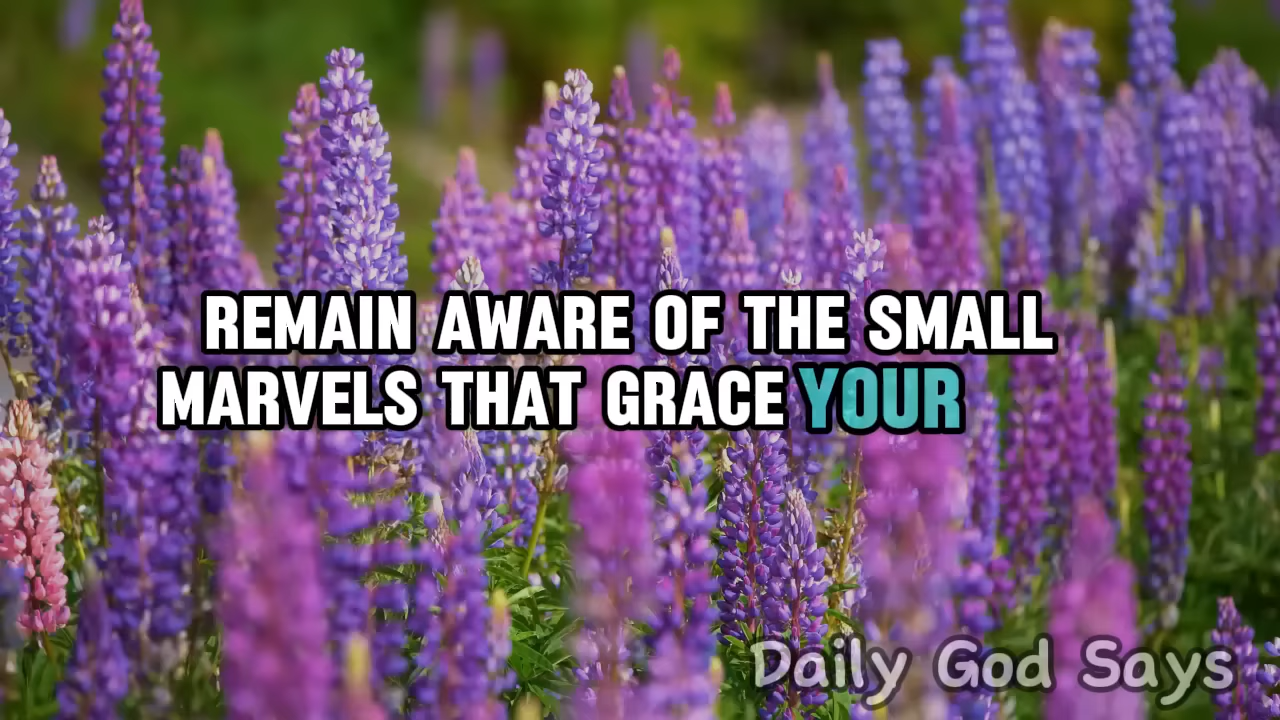 REMAIN AWARE OF THE SMALL
MARVELS THAT GRACE YOUR
Daily God Says